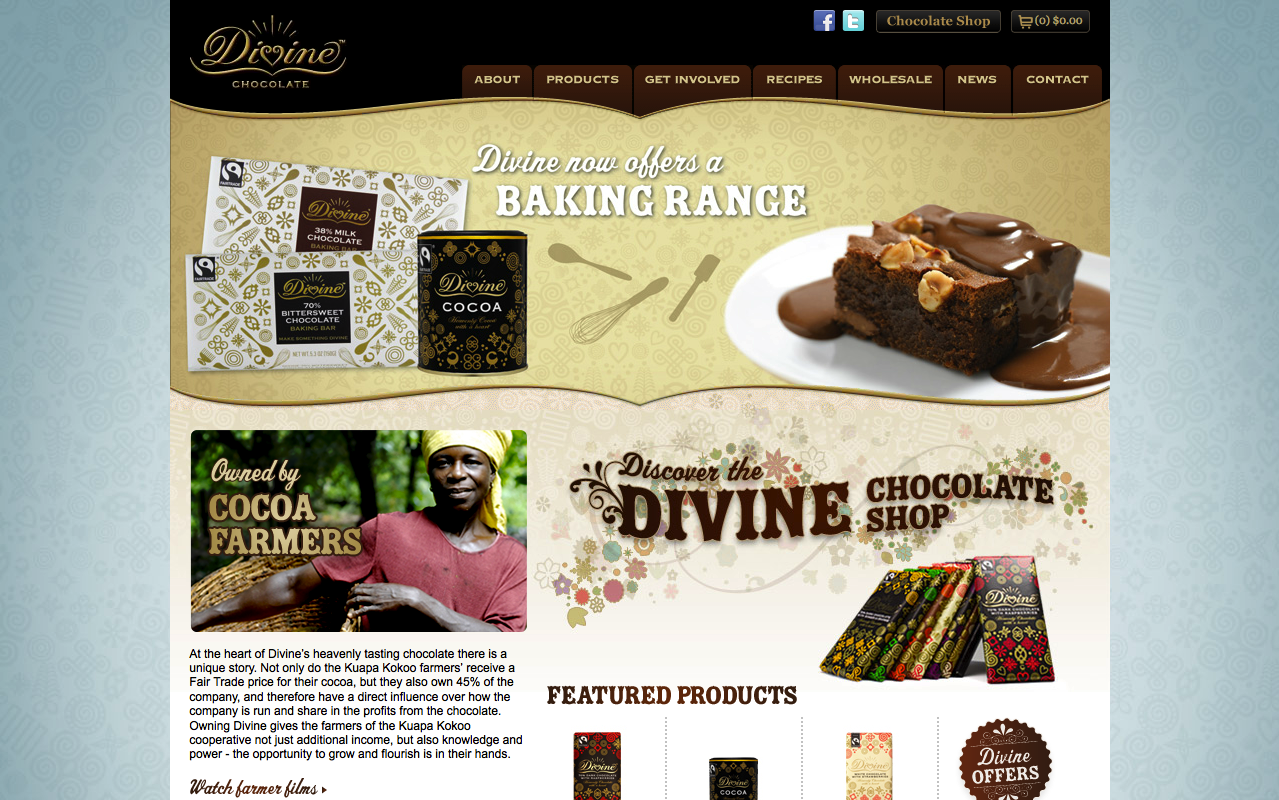 Divine™
CHOCOLATE
Chocolate Shop
(0) $0.00
ABOUT
PRODUCTS
GET INVOLVED
RECIPES
WHOLESALE
NEWS
CONTACT
Divine now offers a
BAKING RANGE
FAIRTRADE
Divine
38% MILK
CHOCOLATE
BAKING BAR
FAIRTRADE
Divine
70%
BITTERSWEET
CHOCOLATE
BAKING BAR
MAKE SOMETHING DIVINE
NET WT. 5.3 OZ (150G)
Divine
COCOA
Heavenly Cocoa
with a heart
Owned by
COCOA
FARMERS
Discover the
DIVINE CHOCOLATE
SHOP
Divine
70% DARK CHOCOLATE
WITH RASPBERRIES
Heavenly Chocolate
with a heart
At the heart of Divine's heavenly tasting chocolate there is a
unique story. Not only do the Kuapa Kokoo farmers' receive a
Fair Trade price for their cocoa, but they also own 45% of the
company, and therefore have a direct influence over how the
company is run and share in the profits from the chocolate.
Owning Divine gives the farmers of the Kuapa Kokoo
cooperative not just additional income, but also knowledge and
power - the opportunity to grow and flourish is in their hands.
Watch farmer films
FEATURED PRODUCTS
Divine
Divine
COCOA
Divine
Divine
OFFERS